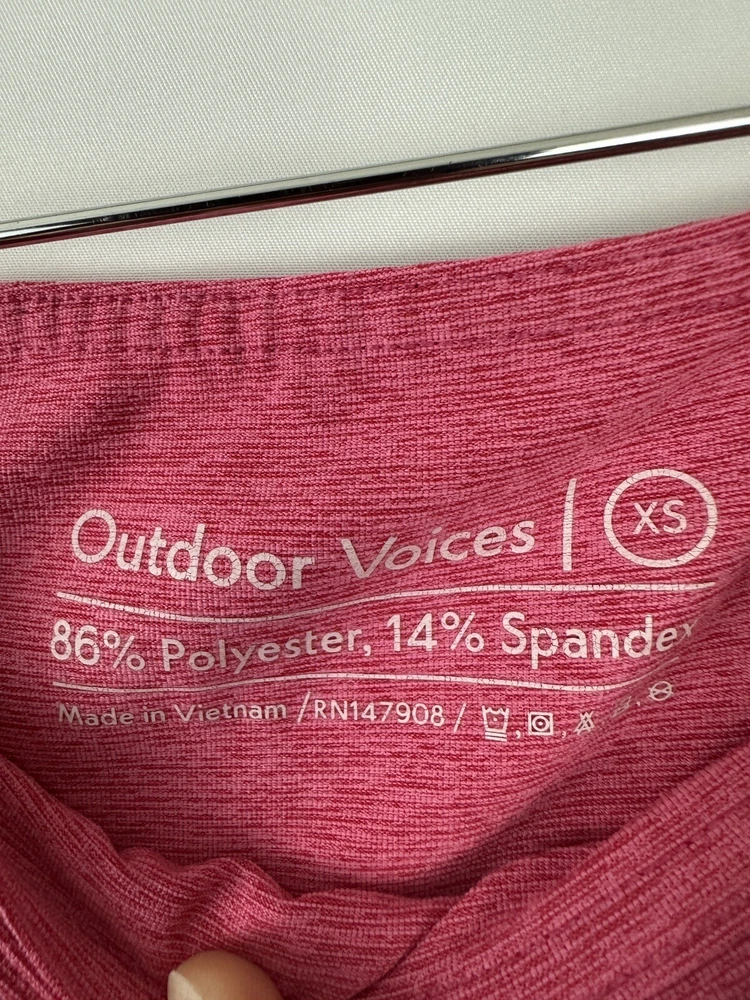 Outdoor Voices | XS
86% Polyester, 14% Spandex
Made in Vietnam /RN147908 /